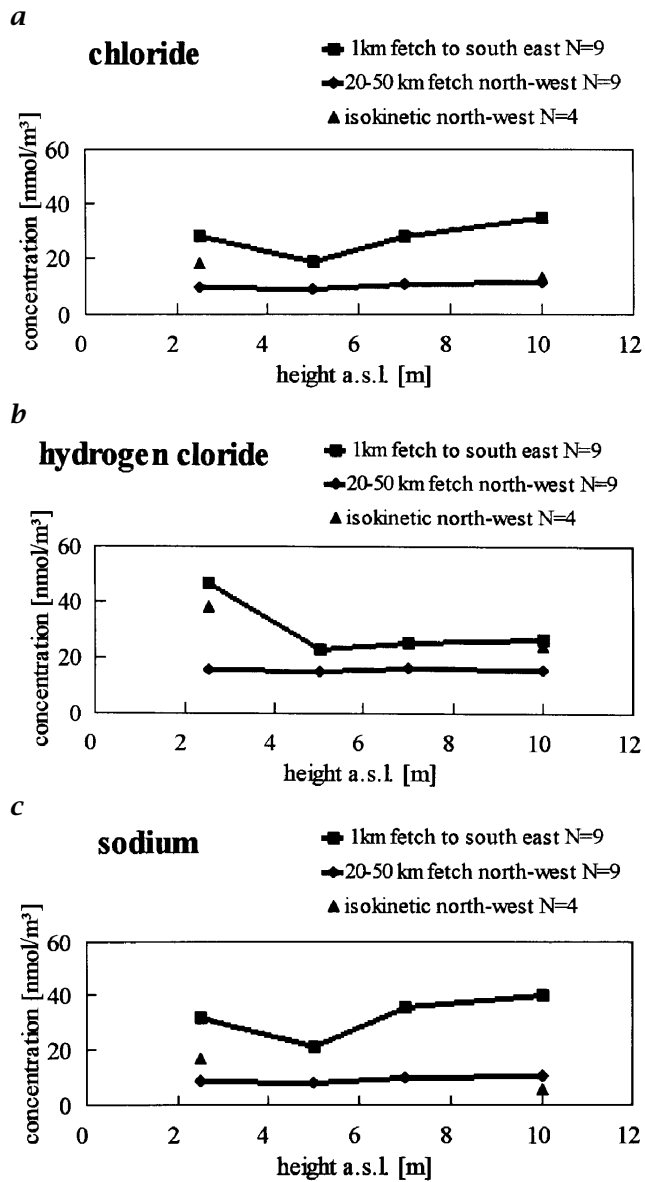 a
chloride
1km fetch to south east N=9
20-50 km fetch north-west N=9
isokinetic north-west N=4
concentration [nmol/m³]
60
40
20
0
0 2 4 6 8 10 12
height a.s.l. [m]
b
hydrogen cloride
1km fetch to south east N=9
20-50 km fetch north-west N=9
isokinetic north-west N=4
concentration [nmol/m³]
60
40
20
0
0 2 4 6 8 10 12
height a.s.l. [m]
c
sodium
1km fetch to south east N=9
20-50 km fetch north-west N=9
isokinetic north-west N=4
concentration [nmol/m³]
60
40
20
0
0 2 4 6 8 10 12
height a.s.l. [m]